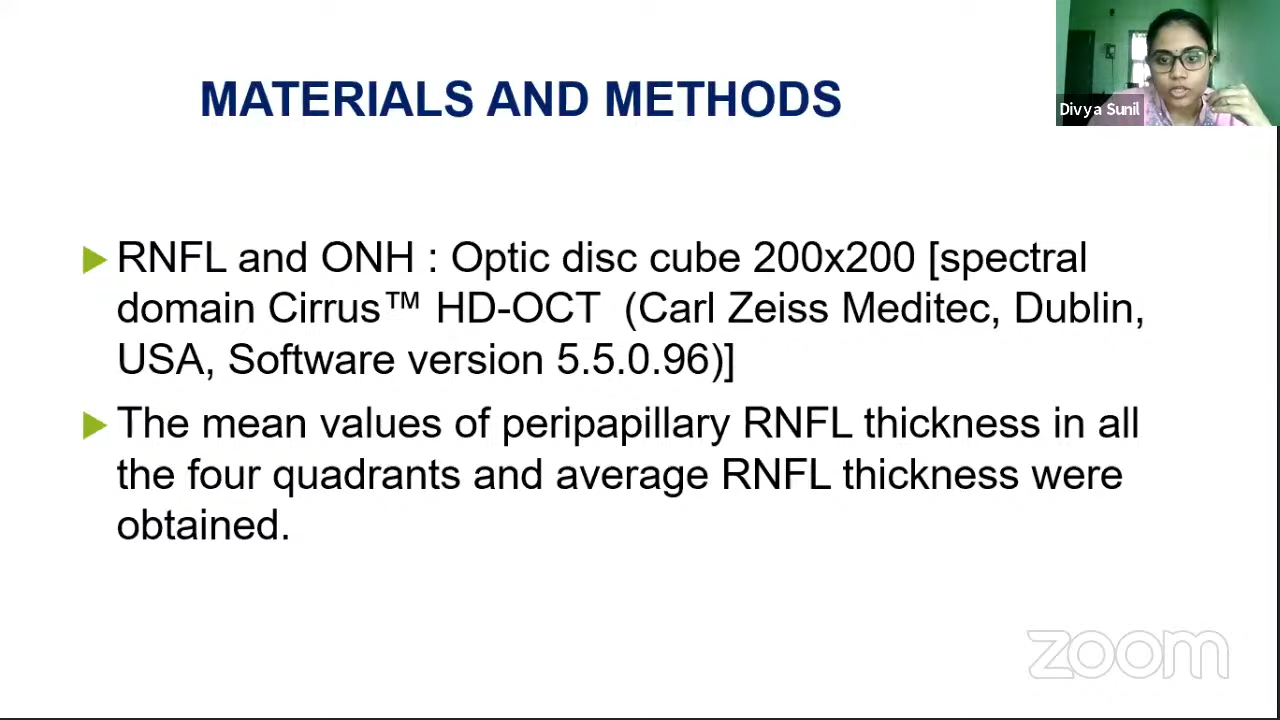 MATERIALS AND METHODS
Divya Sunil
RNFL and ONH : Optic disc cube 200x200 [spectral
domain Cirrus™ HD-OCT (Carl Zeiss Meditec, Dublin,
USA, Software version 5.5.0.96)]
The mean values of peripapillary RNFL thickness in all
the four quadrants and average RNFL thickness were
obtained.
zoom